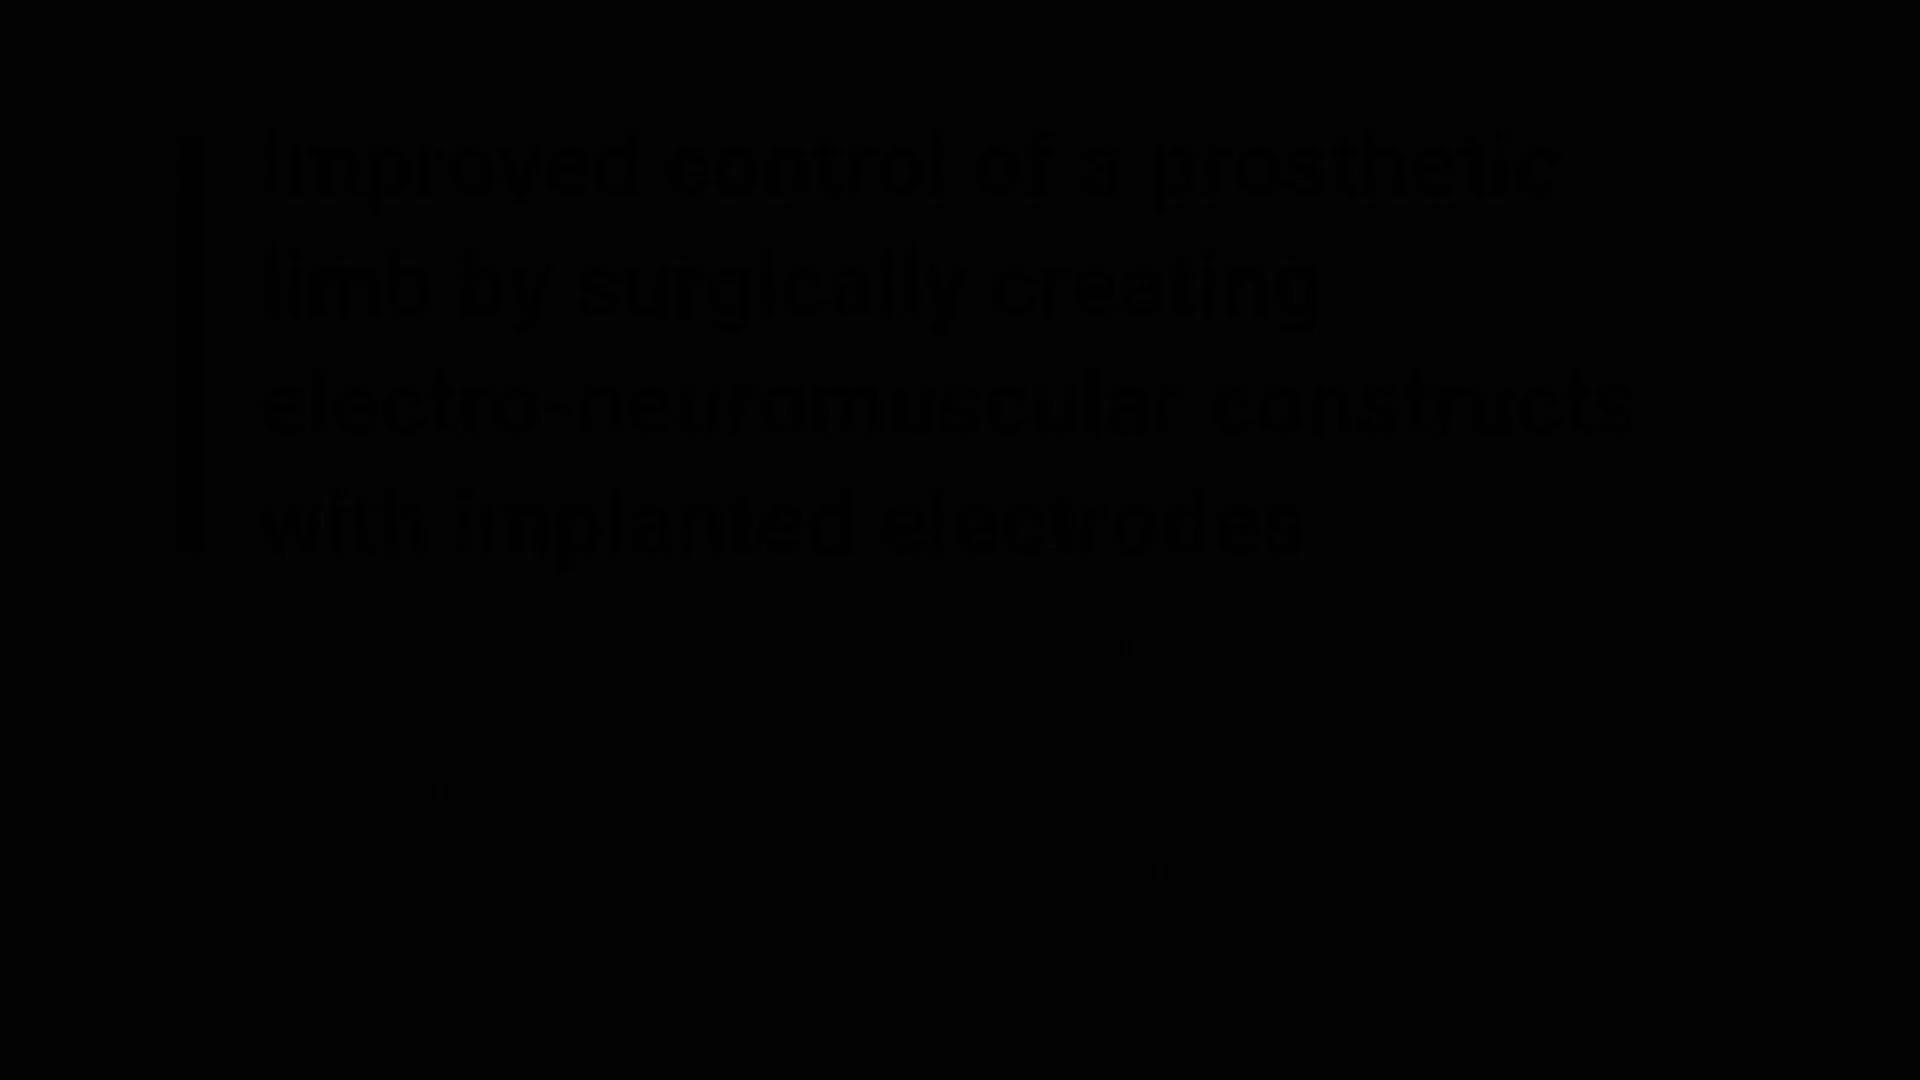 Improved control of a prosthetic
limb by surgically creating
electro-neuromuscular constructs
with implanted electrodes